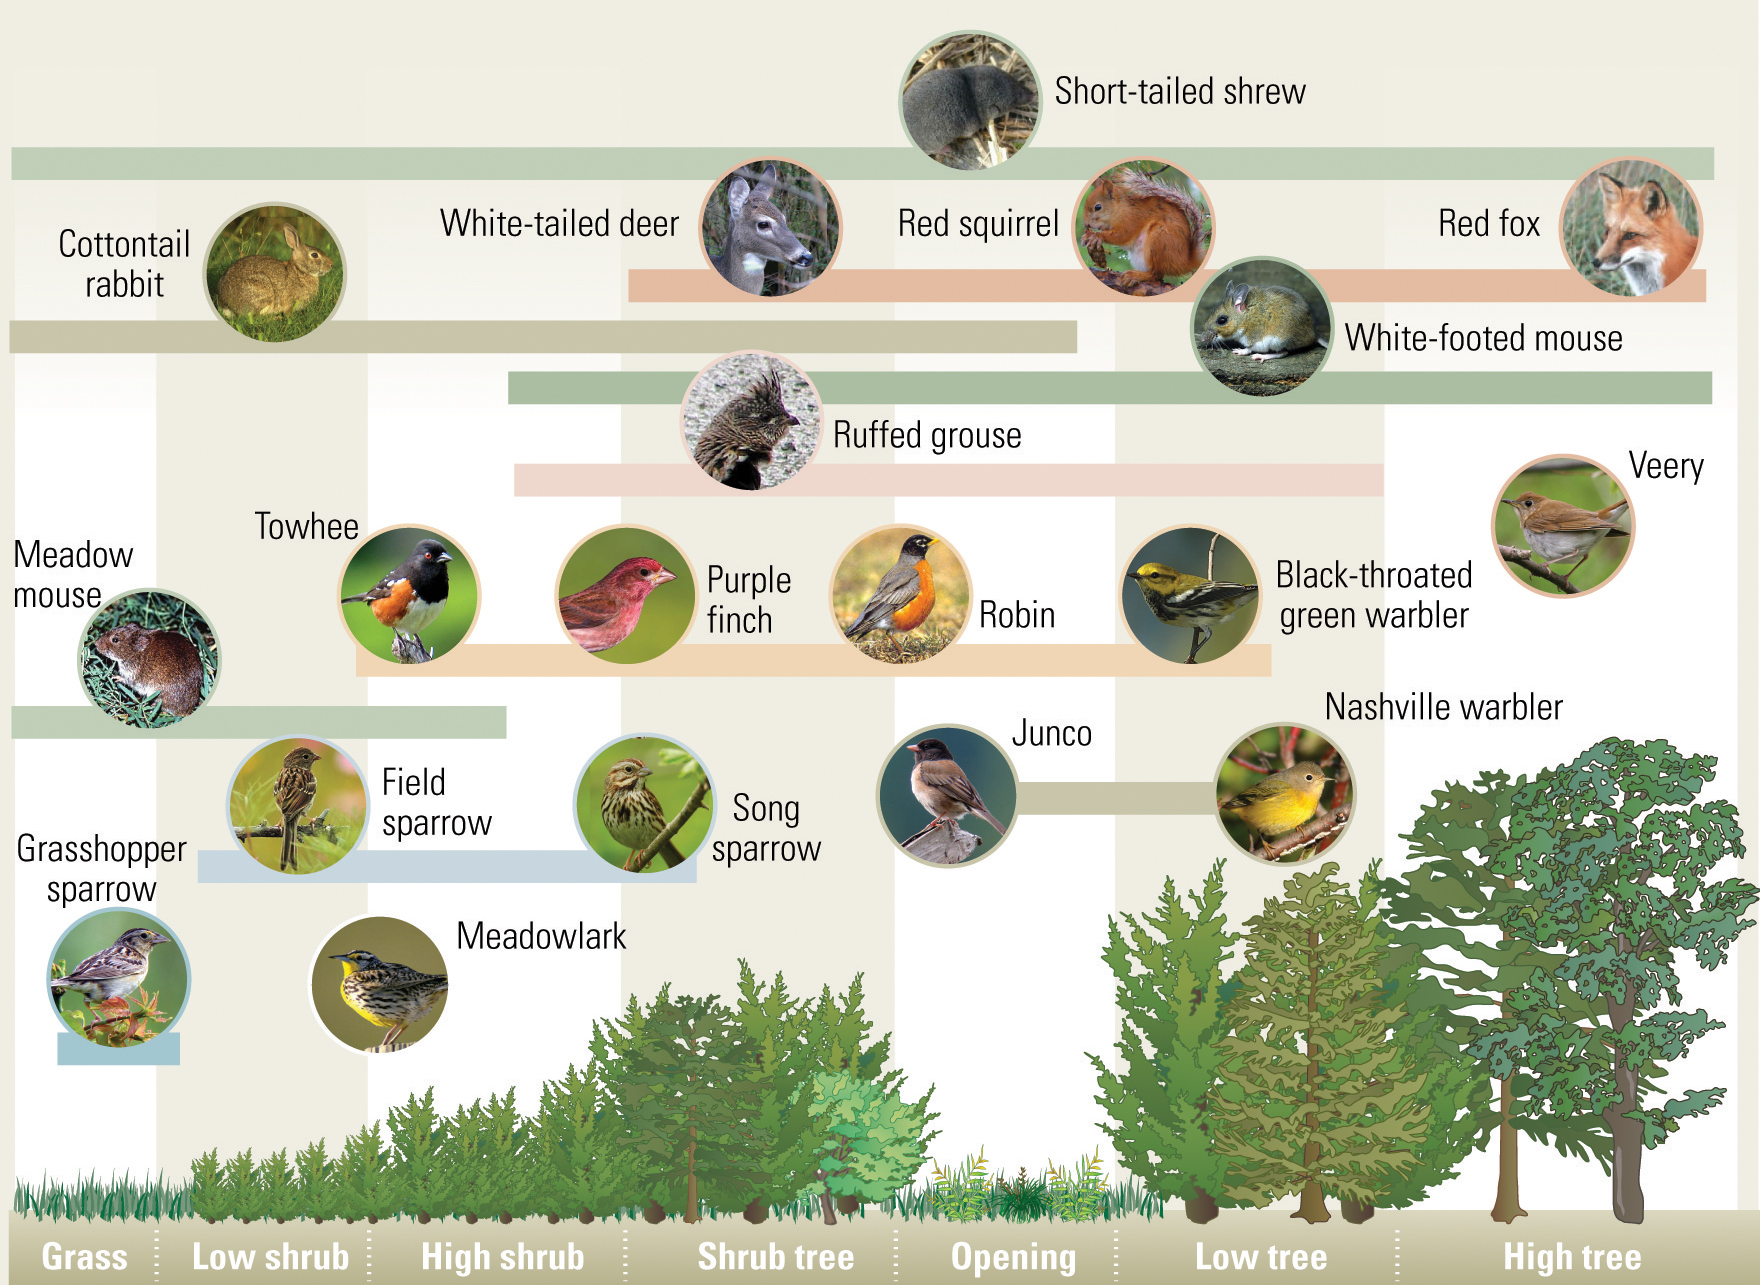 Short-tailed shrew
White-tailed deer
Red squirrel
Red fox
Cottontail
rabbit
White-footed mouse
Ruffed grouse
Veery
Towhee
Meadow
mouse
Purple
finch
Robin
Black-throated
green warbler
Nashville warbler
Junco
Field
sparrow
Song
sparrow
Grasshopper
sparrow
Meadowlark
Grass
Low shrub
High shrub
Shrub tree
Opening
Low tree
High tree